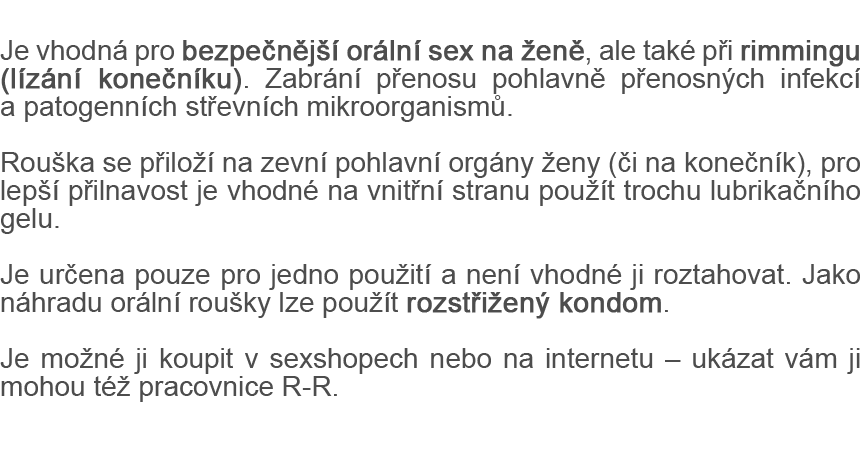 Je vhodná pro bezpečnější orální sex na ženě, ale také při rimmingu
(lízání konečníku). Zabrání přenosu pohlavně přenosných infekcí
a patogenních střevních mikroorganismů.
Rouška se přiloží na zevní pohlavní orgány ženy (či na konečník), pro
lepší přilnavost je vhodné na vnitřní stranu použít trochu lubrikačního
gelu.
Je určena pouze pro jedno použití a není vhodné ji roztahovat. Jako
náhradu orální roušky lze použít rozstřižený kondom.
Je možné ji koupit v sexshopech nebo na internetu – ukázat vám ji
mohou též pracovnice R-R.